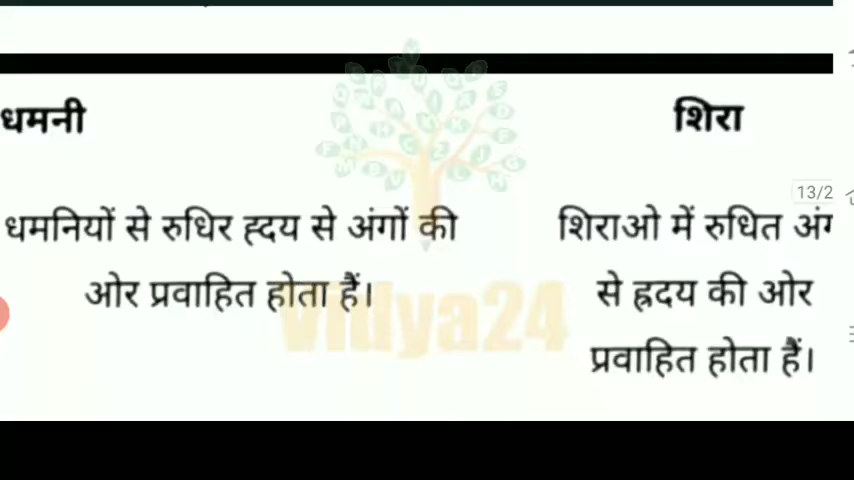 धमनी
शिरा
13/2
धमनियों से रुधिर ह्दय से अंगों की
ओर प्रवाहित होता हैं।
शिराओ में रुधित अंग
से ह्रदय की ओर
प्रवाहित होता हैं।
Vidya24